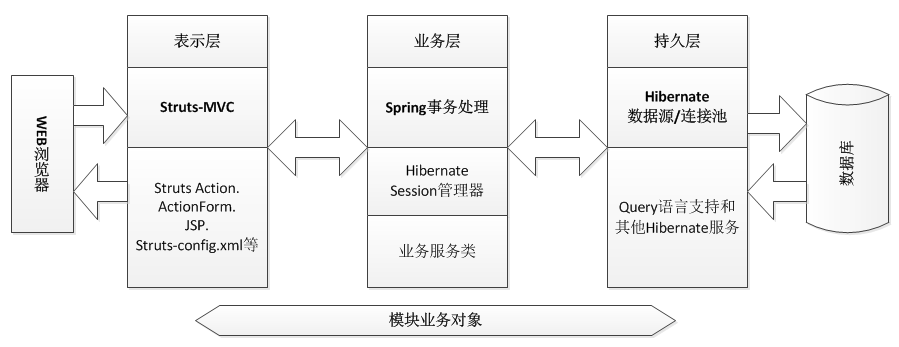 WEB浏览器
表示层
Struts-MVC
Struts Action.
ActionForm.
JSP.
Struts-config.xml等
业务层
Spring事务处理
Hibernate
Session管理器
业务服务类
持久层
Hibernate
数据源/连接池
Query语言支持和
其他Hibernate服务
数据库
模块业务对象